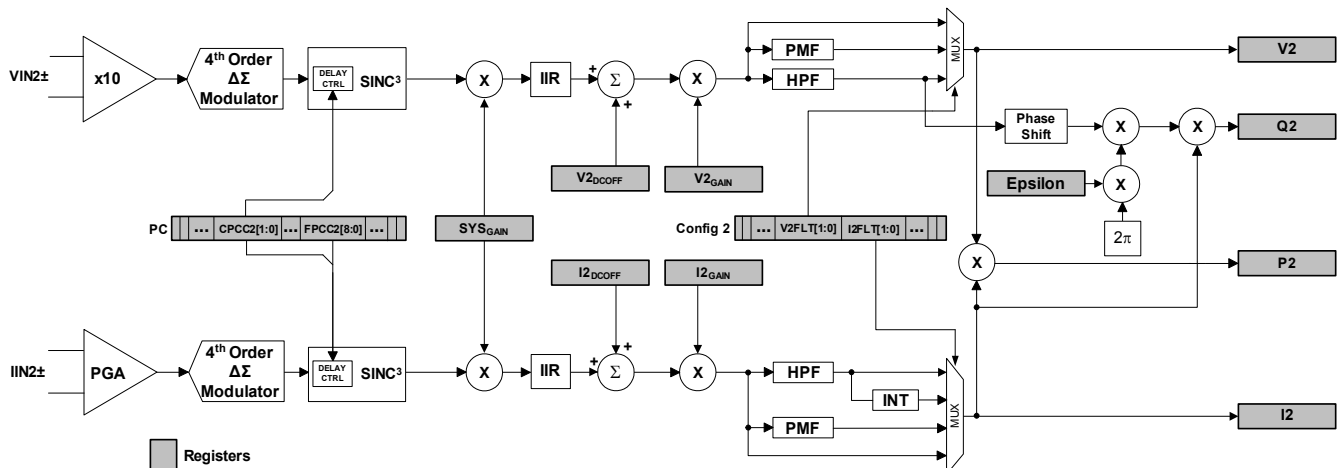 VIN2±
x10
4th Order
ΔΣ
Modulator
DELAY
CTRL
SINC³
X
IIR
+
Σ
+
X
PMF
HPF
MUX
V2
Phase
Shift
X
X
Q2
V2DCOFF
V2GAIN
Epsilon
X
2π
PC
... CPCC2[1:0] ... FPCC2[8:0] ...
SYSGAIN
Config 2
... V2FLT[1:0] I2FLT[1:0] ...
X
P2
I2DCOFF
I2GAIN
IIN2±
PGA
4th Order
ΔΣ
Modulator
DELAY
CTRL
SINC³
X
IIR
+
+
Σ
X
HPF
INT
PMF
MUX
I2
Registers